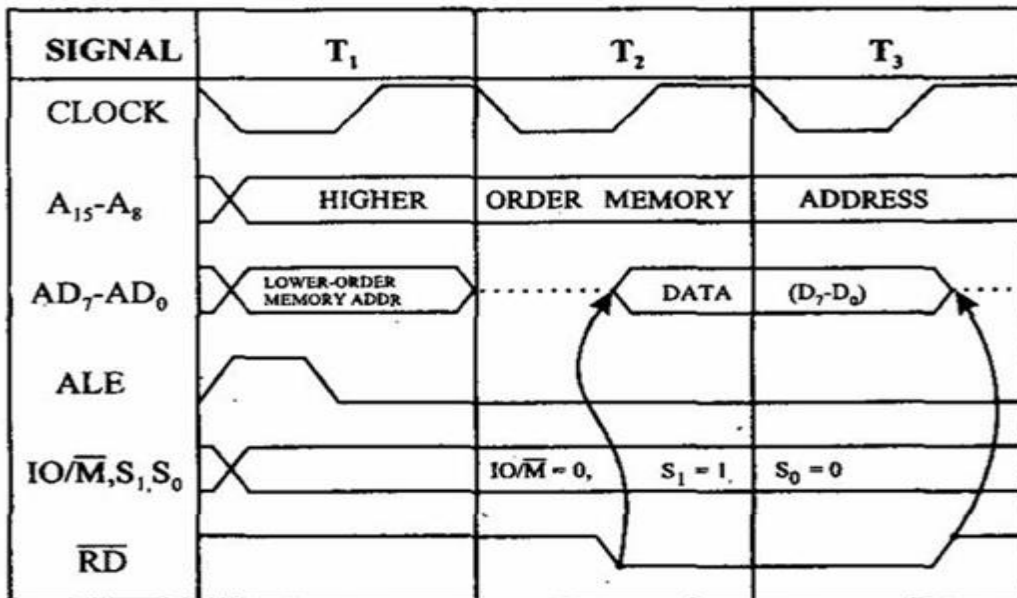 SIGNAL T₁ T₂ T₃
CLOCK
A₁₅-A₈ HIGHER ORDER MEMORY ADDRESS
AD₇-AD₀ LOWER-ORDER MEMORY ADDR DATA (D₇-D₀)
ALE
IO/M̅,S₁,S₀ IO/M̅ = 0, S₁ = 1, S₀ = 0
R̅D̅